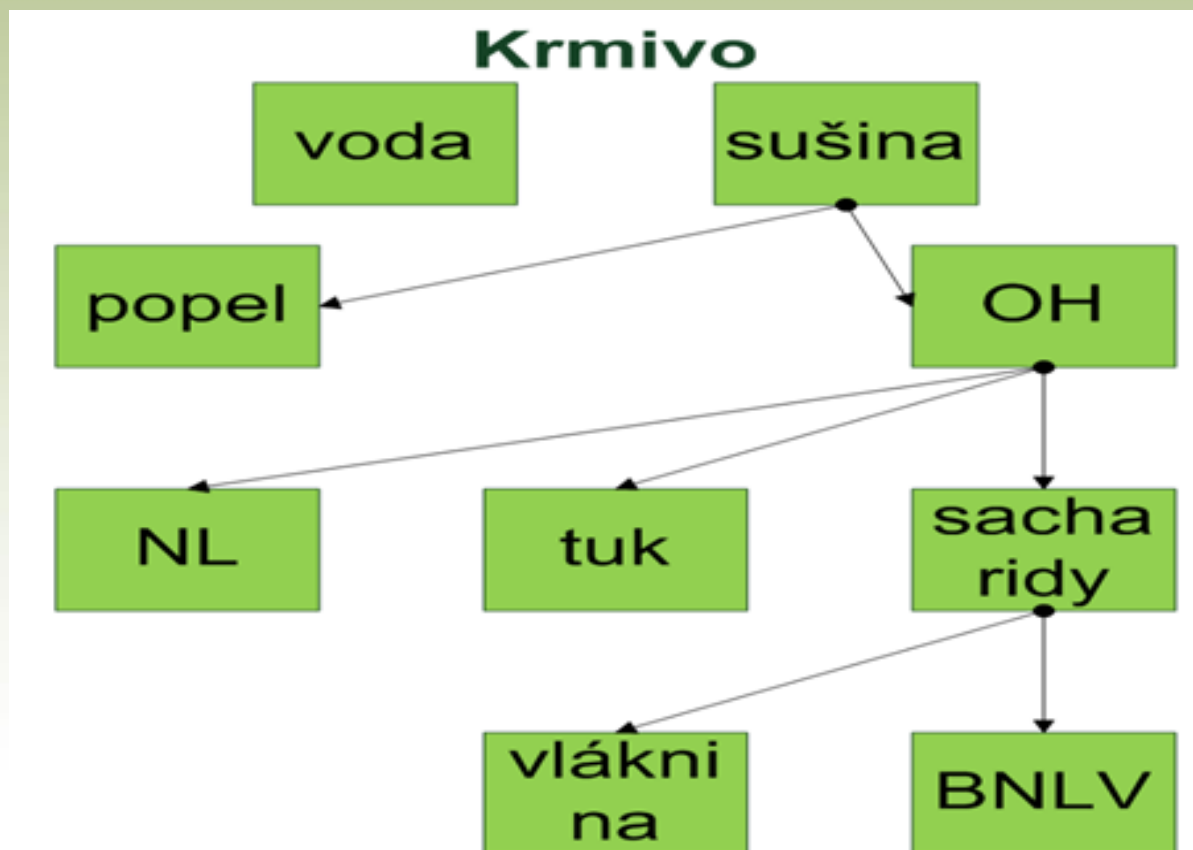 Krmivo
voda
sušina
popel
OH
NL
tuk
sacha
ridy
vlákni
na
BNLV